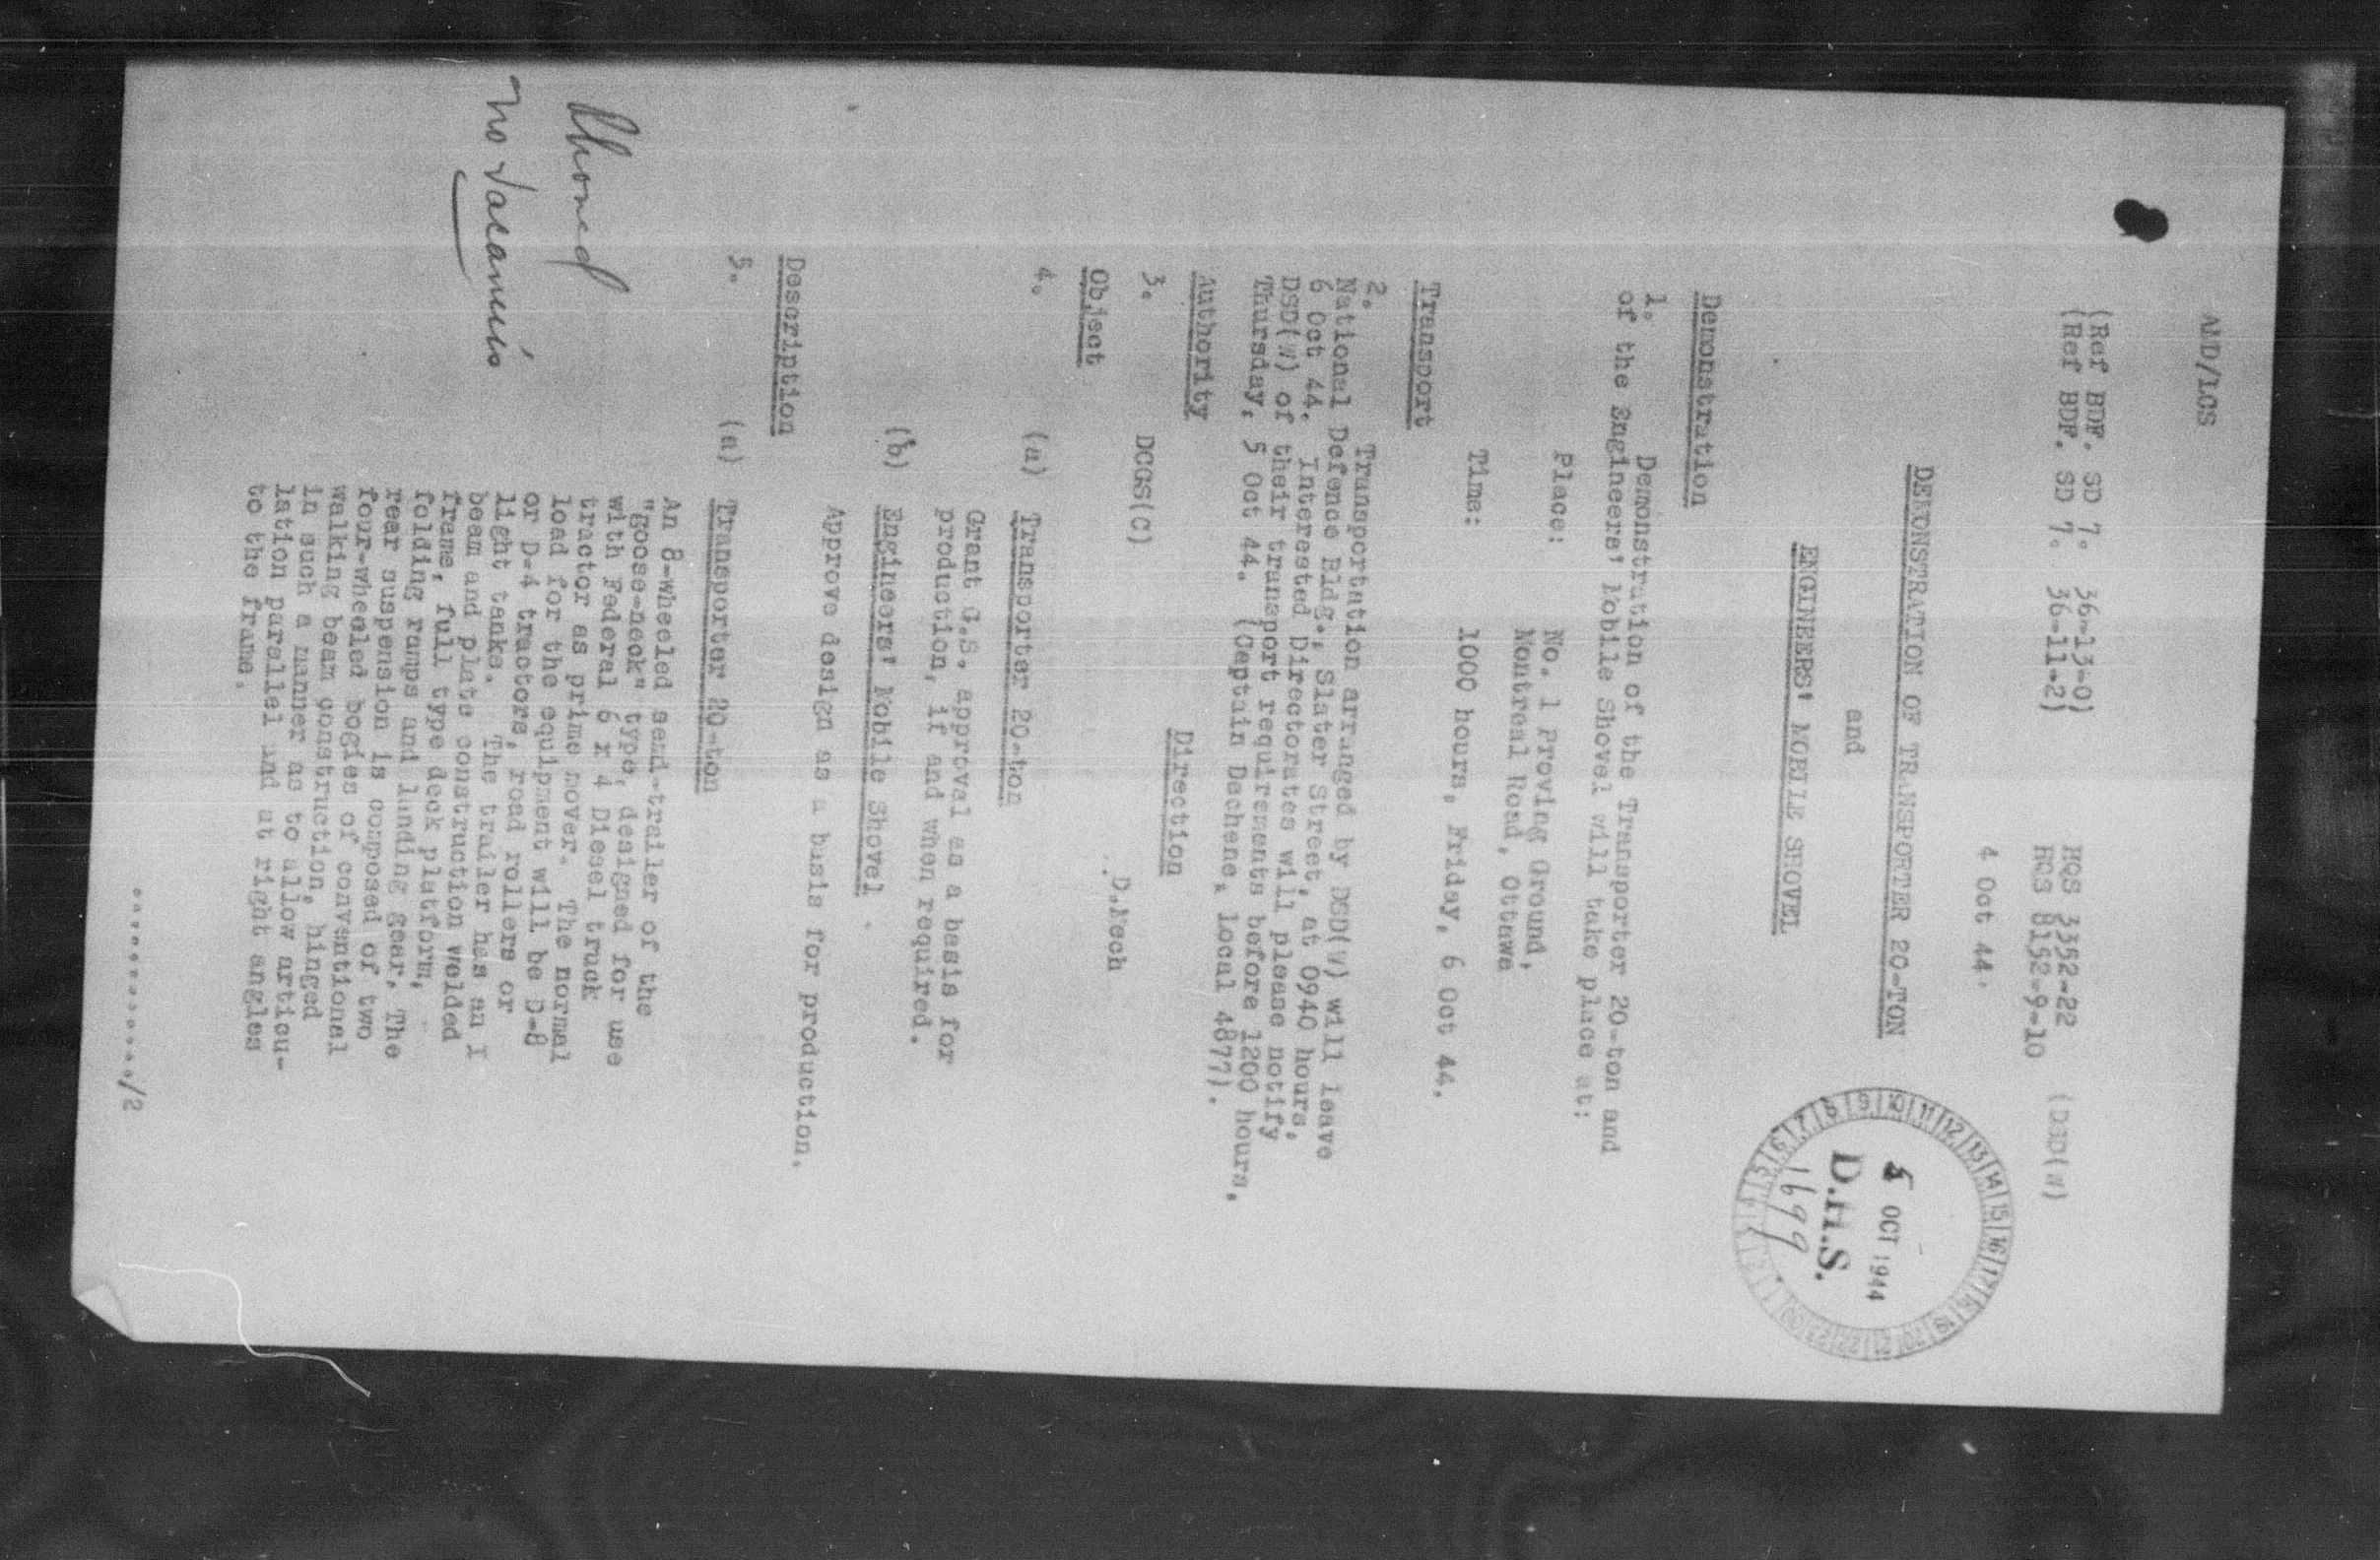 AMD/LCS
(Ref BDF. SD 7. 36-13-0) HQS 3352-22 (DSD(W)
(Ref BDF. SD 7. 36-11-2) HQS 8152-9-10
4 Oct 44.
5 OCT 1944
D.H.S.
1699
DEMONSTRATION OF TRANSPORTER 20-TON
and
ENGINEERS' MOBILE SHOVEL
Demonstration
1. Demonstration of the Transporter 20-ton and
of the Engineers' Mobile Shovel will take place at:
Place: No. 1 Proving Ground,
Montreal Road, Ottawa
Time: 1000 hours, Friday, 6 Oct 44.
Transport
2. Transportation arranged by DSD(W) will leave
National Defence Bldg., Slater Street, at 0940 hours,
6 Oct 44. Interested Directorates will please notify
DSD(W) of their transport requirements before 1200 hours,
Thursday, 5 Oct 44. (Captain Dechene, Local 4877).
Authority Direction
3. DCGS(C) D.Mech
Object
4. (a) Transporter 20-ton
Grant G.S. approval as a basis for
production, if and when required.
(b) Engineers' Mobile Shovel
Approve design as a basis for production.
Description
5. (a) Transporter 20-ton
An 8-wheeled semi-trailer of the
"goose-neck" type, designed for use
with Federal 6 x 4 Diesel truck
tractor as prime mover. The normal
load for the equipment will be D-8
or D-4 tractors, road rollers or
light tanks. The trailer has an I
beam and plate construction welded
frame, full type deck platform,
folding ramps and landing gear. The
rear suspension is composed of two
four-wheeled bogies of conventional
walking beam construction, hinged
in such a manner as to allow articu-
lation parallel and at right angles
to the frame.
Phoned
no vacancies
............/2